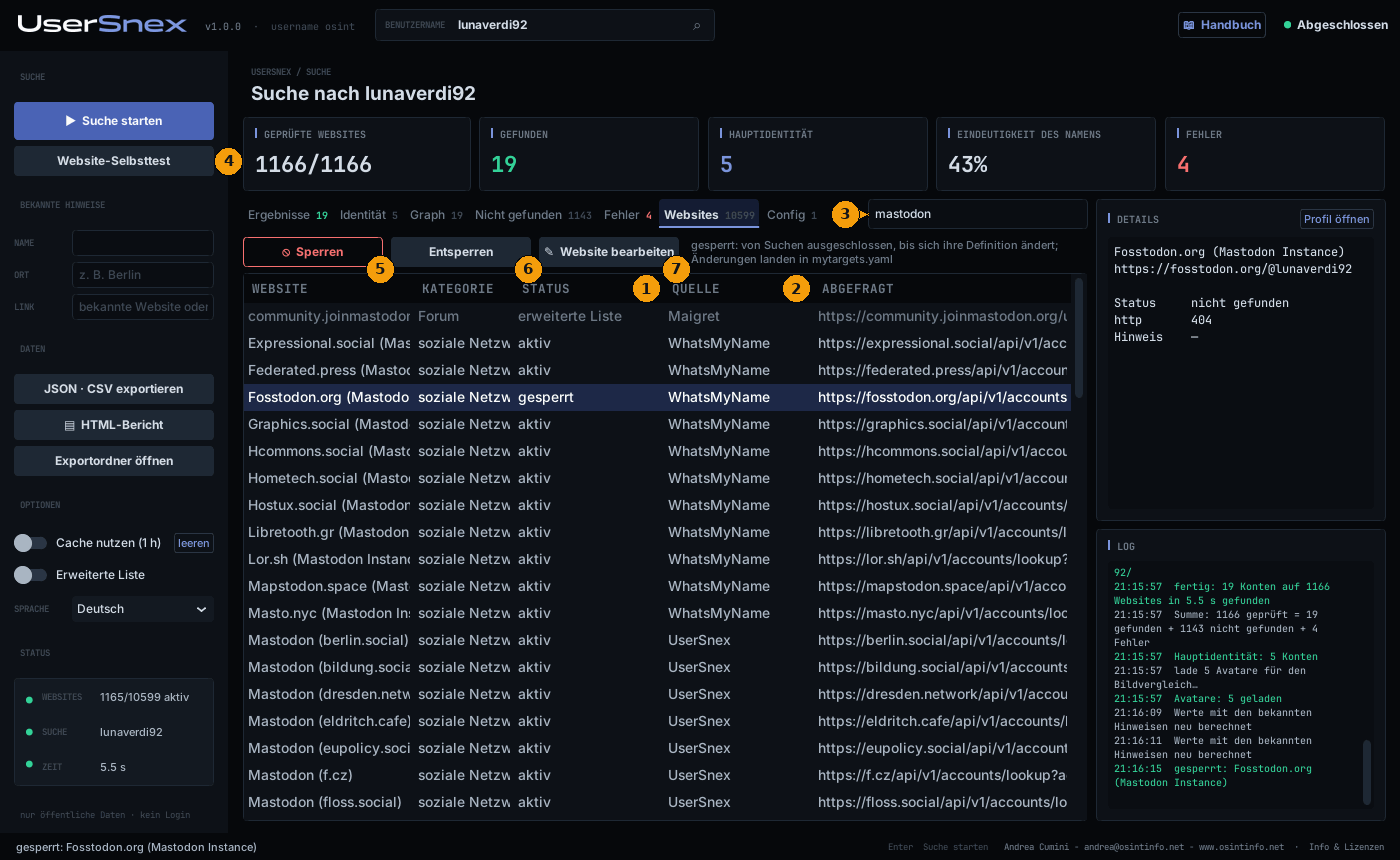 UserSnex v1.0.0 · username osint BENUTZERNAME lunaverdi92 Handbuch Abgeschlossen
SUCHE
▶ Suche starten
Website-Selbsttest
BEKANNTE HINWEISE
NAME
ORT z. B. Berlin
LINK bekannte Website oder
DATEN
JSON · CSV exportieren
HTML-Bericht
Exportordner öffnen
OPTIONEN
Cache nutzen (1 h) leeren
Erweiterte Liste
SPRACHE Deutsch
STATUS
WEBSITES 1165/10599 aktiv
SUCHE lunaverdi92
ZEIT 5.5 s
nur öffentliche Daten · kein Login
USERSNEX / SUCHE
Suche nach lunaverdi92
GEPRÜFTE WEBSITES
1166/1166
GEFUNDEN
19
HAUPTIDENTITÄT
5
EINDEUTIGKEIT DES NAMENS
43%
FEHLER
4
4
Ergebnisse 19 Identität 5 Graph 19 Nicht gefunden 1143 Fehler 4 Websites 10599 Config 1 3 mastodon
Sperren Entsperren Website bearbeiten
5 6 7
gesperrt: von Suchen ausgeschlossen, bis sich ihre Definition ändert;
Änderungen landen in mytargets.yaml
WEBSITE KATEGORIE STATUS 1 QUELLE 2 ABGEFRAGT
community.joinmastodon Forum erweiterte Liste Maigret https://community.joinmastodon.org/u
Expressional.social (Mas soziale Netzw aktiv WhatsMyName https://expressional.social/api/v1/acc
Federated.press (Mastoc soziale Netzw aktiv WhatsMyName https://federated.press/api/v1/accoun
Fosstodon.org (Mastodo soziale Netzw gesperrt WhatsMyName https://fosstodon.org/api/v1/accounts
Graphics.social (Mastod soziale Netzw aktiv WhatsMyName https://graphics.social/api/v1/account
Hcommons.social (Mastc soziale Netzw aktiv WhatsMyName https://hcommons.social/api/v1/accou
Hometech.social (Mastoc soziale Netzw aktiv WhatsMyName https://hometech.social/api/v1/accour
Hostux.social (Mastodon soziale Netzw aktiv WhatsMyName https://hostux.social/api/v1/accounts/
Libretooth.gr (Mastodon soziale Netzw aktiv WhatsMyName https://libretooth.gr/api/v1/accounts/l
Lor.sh (Mastodon Instanc soziale Netzw aktiv WhatsMyName https://lor.sh/api/v1/accounts/lookup?
Mapstodon.space (Mast soziale Netzw aktiv WhatsMyName https://mapstodon.space/api/v1/acco
Masto.nyc (Mastodon Ins soziale Netzw aktiv WhatsMyName https://masto.nyc/api/v1/accounts/loc
Mastodon (berlin.social) soziale Netzw aktiv UserSnex https://berlin.social/api/v1/accounts/l
Mastodon (bildung.socia soziale Netzw aktiv UserSnex https://bildung.social/api/v1/accounts
Mastodon (dresden.netw soziale Netzw aktiv UserSnex https://dresden.network/api/v1/accou
Mastodon (eldritch.cafe) soziale Netzw aktiv UserSnex https://eldritch.cafe/api/v1/accounts/l
Mastodon (eupolicy.soci soziale Netzw aktiv UserSnex https://eupolicy.social/api/v1/account
Mastodon (f.cz) soziale Netzw aktiv UserSnex https://f.cz/api/v1/accounts/lookup?a
Mastodon (floss.social) soziale Netzw aktiv UserSnex https://floss.social/api/v1/accounts/lo
DETAILS Profil öffnen
Fosstodon.org (Mastodon Instance)
https://fosstodon.org/@lunaverdi92
Status nicht gefunden
http 404
Hinweis —
LOG
92/
21:15:57 fertig: 19 Konten auf 1166
Websites in 5.5 s gefunden
21:15:57 Summe: 1166 geprüft = 19
gefunden + 1143 nicht gefunden + 4
Fehler
21:15:57 Hauptidentität: 5 Konten
21:15:57 lade 5 Avatare für den
Bildvergleich…
21:15:57 Avatare: 5 geladen
21:16:09 Werte mit den bekannten
Hinweisen neu berechnet
21:16:11 Werte mit den bekannten
Hinweisen neu berechnet
21:16:15 gesperrt: Fosstodon.org
(Mastodon Instance)
gesperrt: Fosstodon.org (Mastodon Instance) Enter Suche starten Andrea Cumini - andrea@osintinfo.net - www.osintinfo.net · Info & Lizenzen